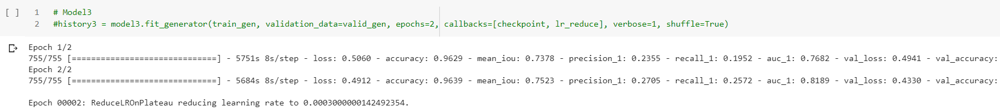 [ ] 1 # Model3
2 #history3 = model3.fit_generator(train_gen, validation_data=valid_gen, epochs=2, callbacks=[checkpoint, lr_reduce], verbose=1, shuffle=True)
Epoch 1/2
755/755 [==============================] - 5751s 8s/step - loss: 0.5060 - accuracy: 0.9629 - mean_iou: 0.7378 - precision_1: 0.2355 - recall_1: 0.1952 - auc_1: 0.7682 - val_loss: 0.4941 - val_accuracy:
Epoch 2/2
755/755 [==============================] - 5684s 8s/step - loss: 0.4912 - accuracy: 0.9639 - mean_iou: 0.7523 - precision_1: 0.2705 - recall_1: 0.2572 - auc_1: 0.8189 - val_loss: 0.4330 - val_accuracy:
Epoch 00002: ReduceLROnPlateau reducing learning rate to 0.0003000000142492354.